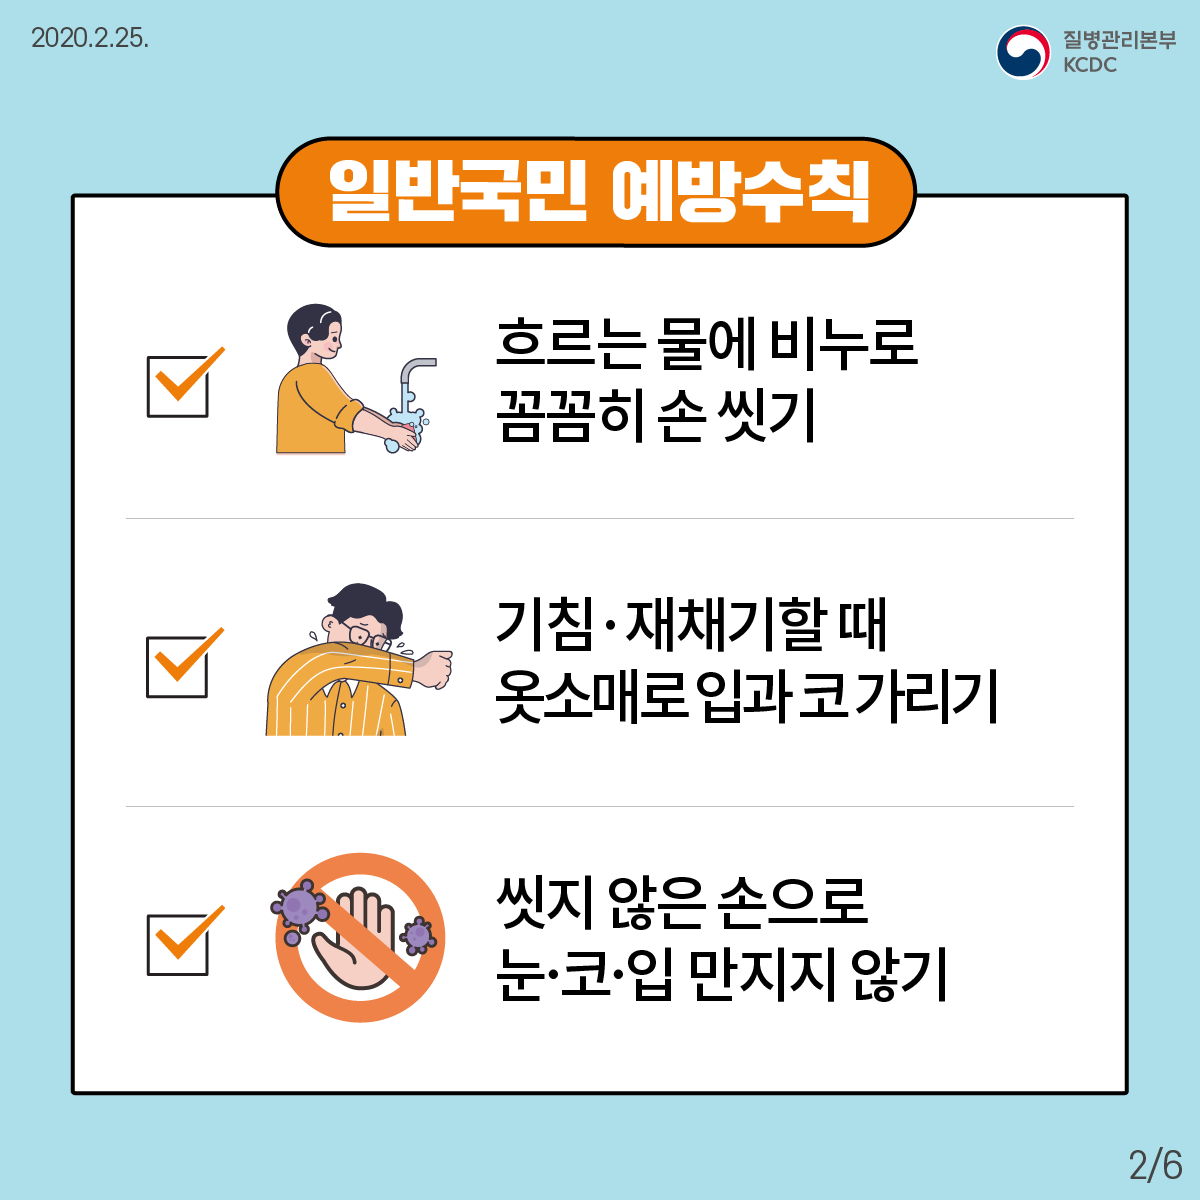 2020.2.25.
질병관리본부
KCDC
일반국민 예방수칙
흐르는 물에 비누로
꼼꼼히 손 씻기
기침·재채기할 때
옷소매로 입과 코 가리기
씻지 않은 손으로
눈·코·입 만지지 않기
2/6